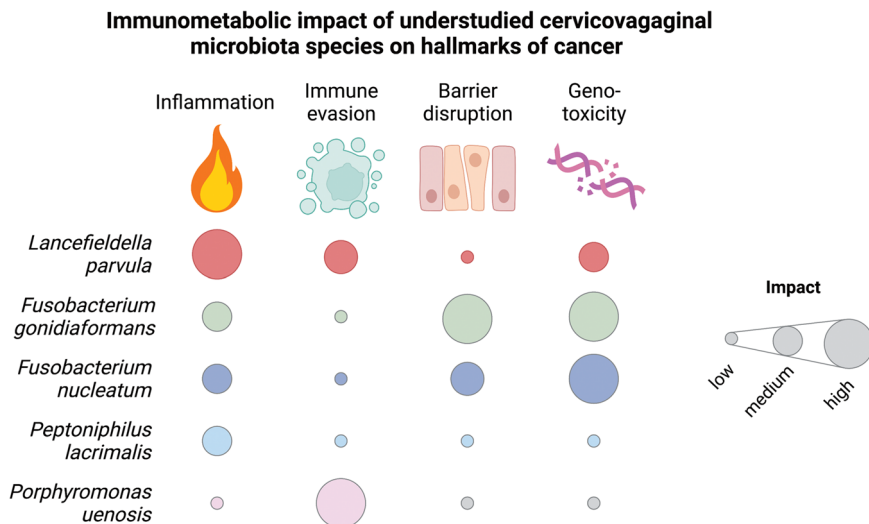 Immunometabolic impact of understudied cervicovagaginal
microbiota species on hallmarks of cancer
Inflammation
Immune
evasion
Barrier
disruption
Geno-
toxicity
Lancefieldella
parvula
Fusobacterium
gonidiaformans
Fusobacterium
nucleatum
Peptoniphilus
lacrimalis
Porphyromonas
uenosis
Impact
low
medium
high